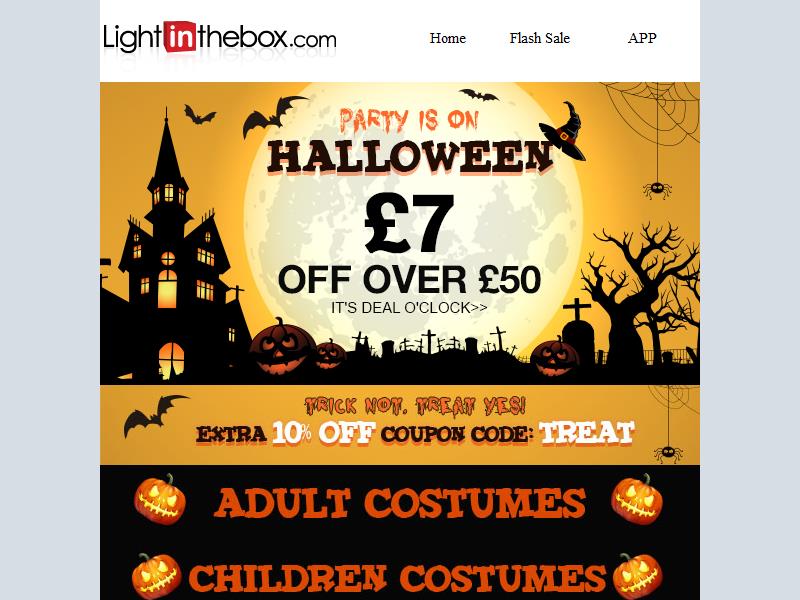 Lightinthebox.com
Home Flash Sale APP
PARTY IS ON
HALLOWEEN
£7
OFF OVER £50
IT'S DEAL O'CLOCK>>
TRICK NOT, TREAT YES!
EXTRA 10% OFF COUPON CODE: TREAT
ADULT COSTUMES
CHILDREN COSTUMES